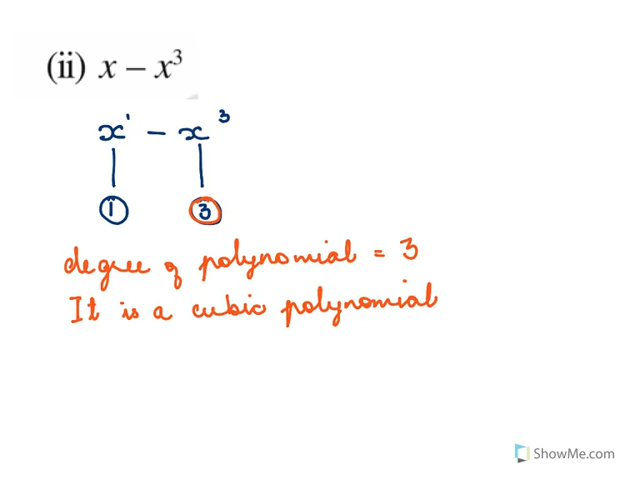 (ii) x − x³
x¹ − x³
1 3
degree of polynomial = 3
It is a cubic polynomial
ShowMe.com